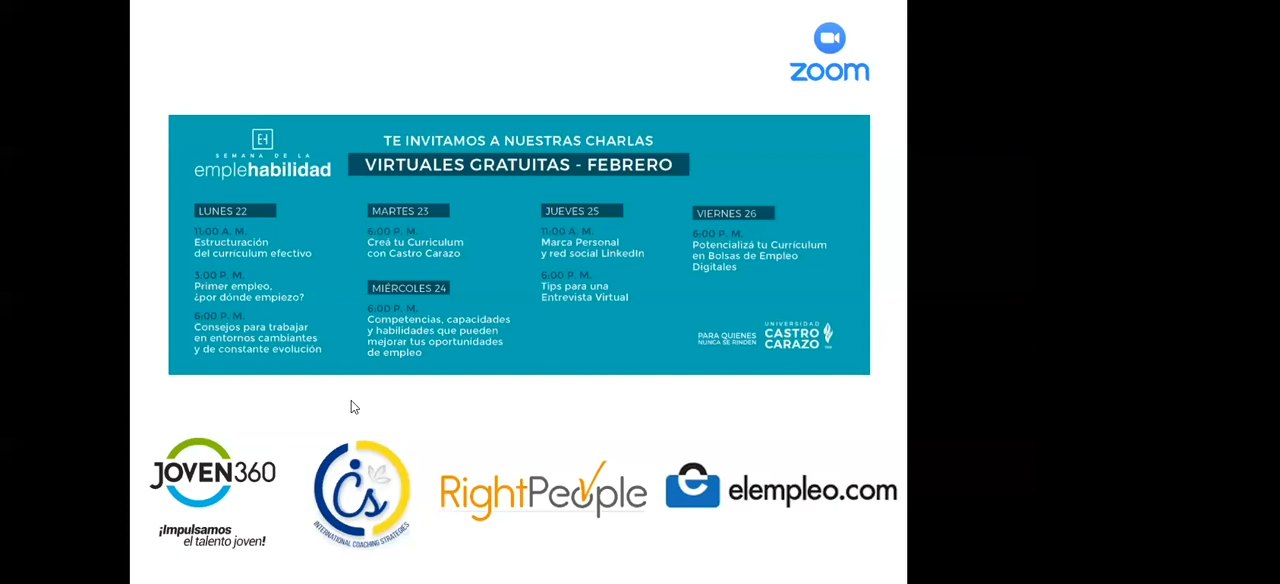 zoom
EH
SEMANA DE LA
emplehabilidad
TE INVITAMOS A NUESTRAS CHARLAS
VIRTUALES GRATUITAS - FEBRERO
LUNES 22
11:00 A. M.
Estructuración
del currículum efectivo
3:00 P. M.
Primer empleo,
¿por dónde empiezo?
6:00 P. M.
Consejos para trabajar
en entornos cambiantes
y de constante evolución
MARTES 23
6:00 P. M.
Creá tu Curriculum
con Castro Carazo
MIÉRCOLES 24
6:00 P. M.
Competencias, capacidades
y habilidades que pueden
mejorar tus oportunidades
de empleo
JUEVES 25
11:00 A. M.
Marca Personal
y red social LinkedIn
6:00 P. M.
Tips para una
Entrevista Virtual
VIERNES 26
6:00 P. M.
Potencializá tu Currículum
en Bolsas de Empleo
Digitales
PARA QUIENES
NUNCA SE RINDEN
UNIVERSIDAD
CASTRO
CARAZO
JOVEN360
¡Impulsamos
el talento joven!
ics
INTERNATIONAL COACHING STRATEGIES
RightPeople
e
elempleo.com